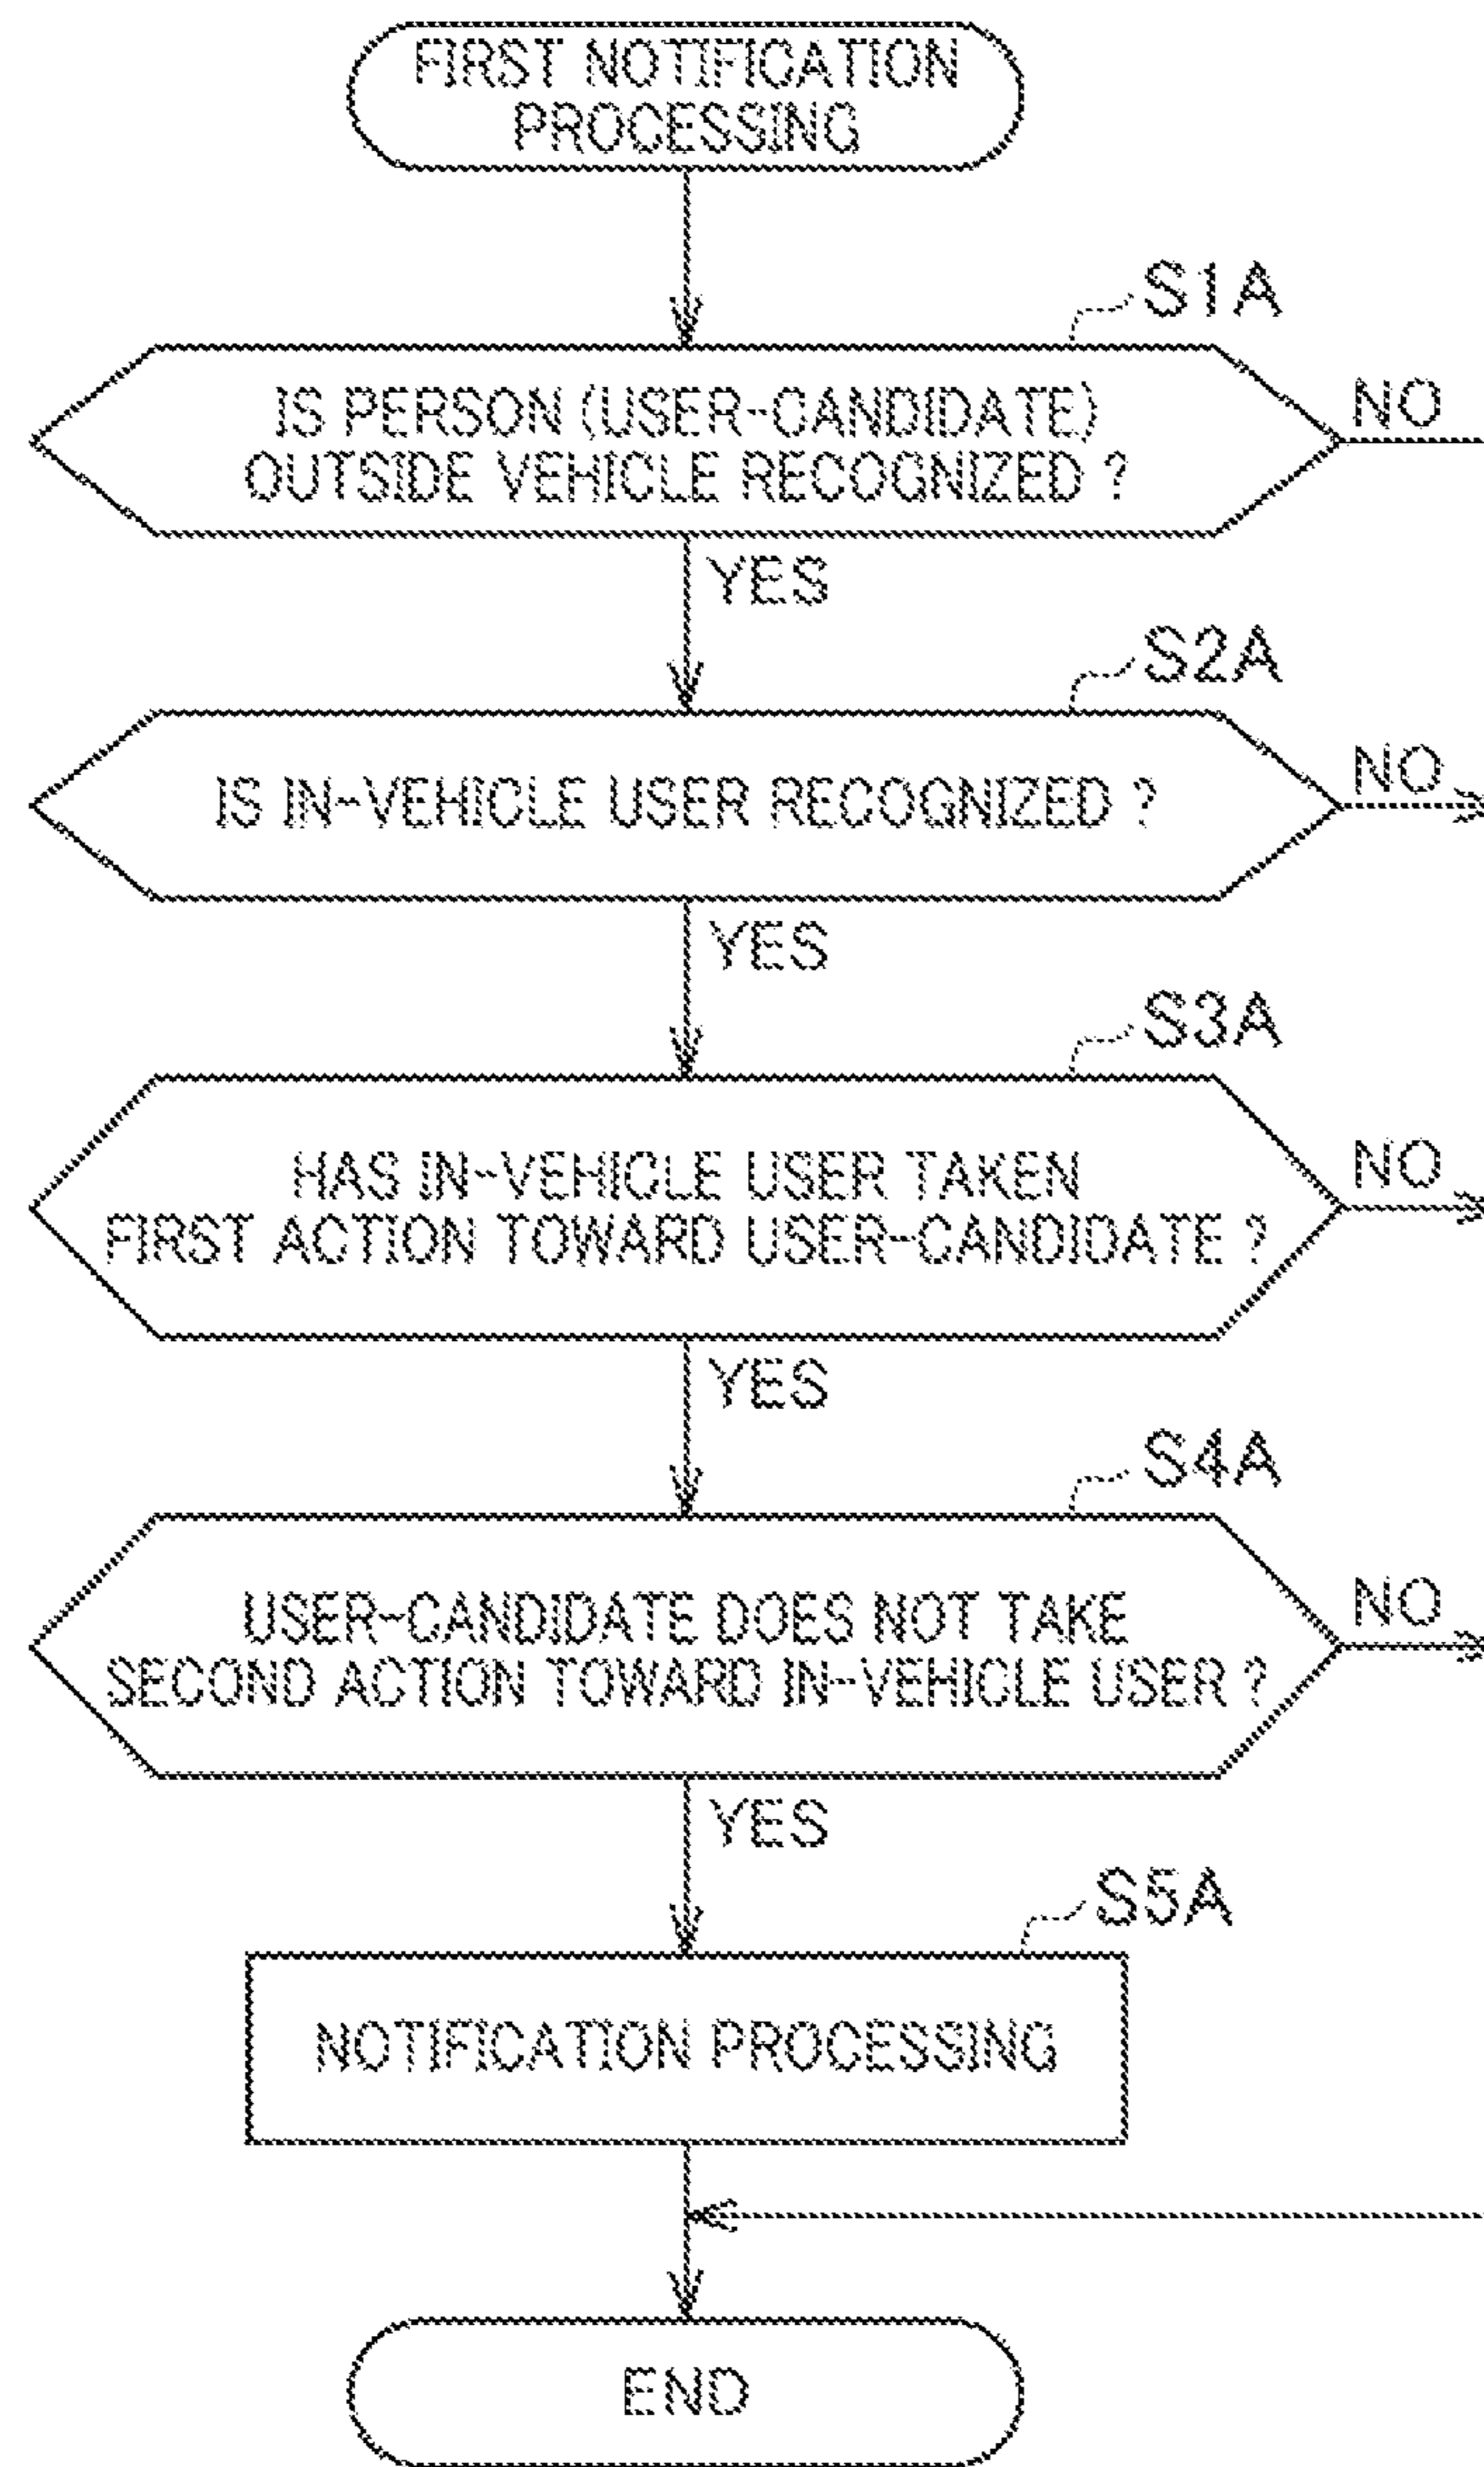 FIRST NOTIFICATION
PROCESSING
S1A
IS PERSON (USER-CANDIDATE)
OUTSIDE VEHICLE RECOGNIZED ?
NO
YES
S2A
IS IN-VEHICLE USER RECOGNIZED ?
NO
YES
S3A
HAS IN-VEHICLE USER TAKEN
FIRST ACTION TOWARD USER-CANDIDATE ?
NO
YES
S4A
USER-CANDIDATE DOES NOT TAKE
SECOND ACTION TOWARD IN-VEHICLE USER ?
NO
YES
S5A
NOTIFICATION PROCESSING
END